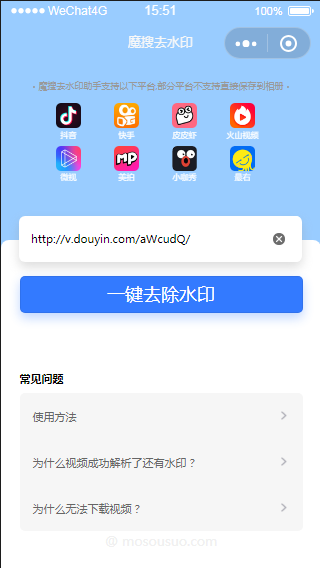 WeChat4G 15:51 100%
魔搜去水印
• 魔搜去水印助手支持以下平台,部分平台不支持直接保存到相册 •
抖音 快手 皮皮虾 火山视频
微视 美拍 小咖秀 最右
http://v.douyin.com/aWcudQ/
一键去除水印
常见问题
使用方法
为什么视频成功解析了还有水印？
为什么无法下载视频？
@ mosousuo.com